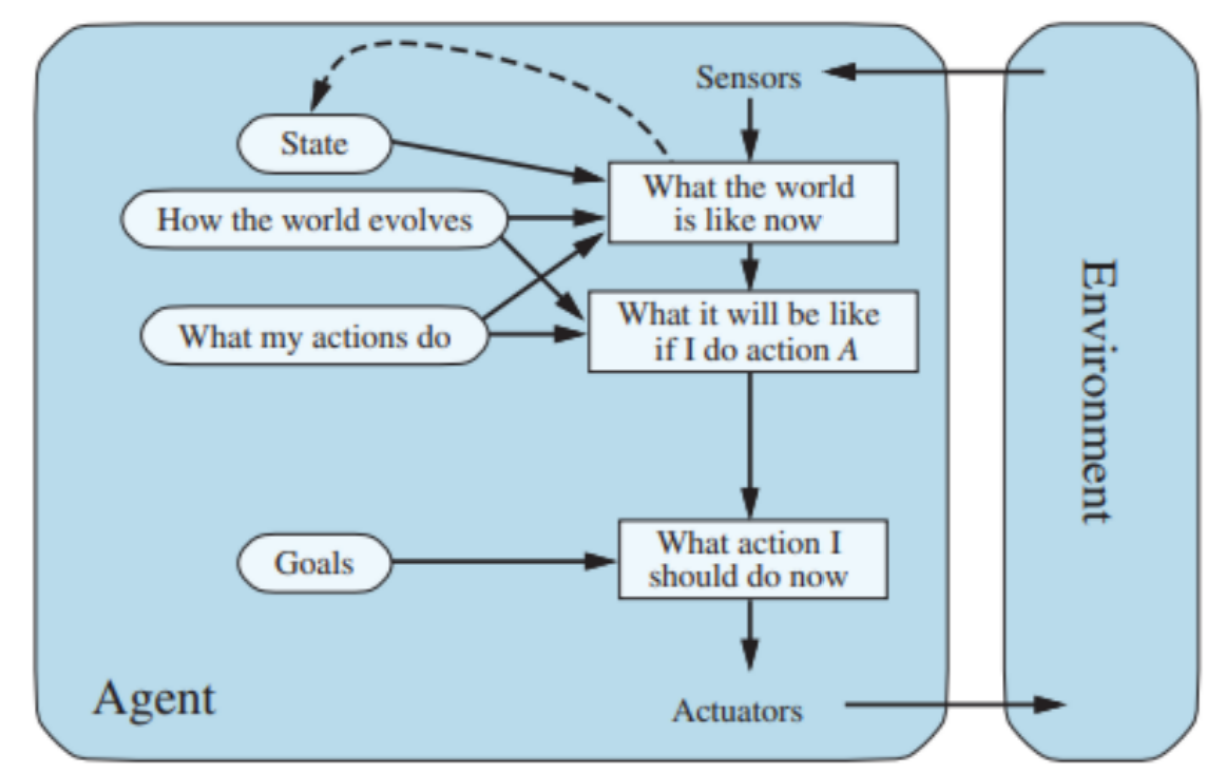 Sensors
State
What the world
is like now
How the world evolves
What it will be like
if I do action A
What my actions do
Goals
What action I
should do now
Agent
Actuators
Environment